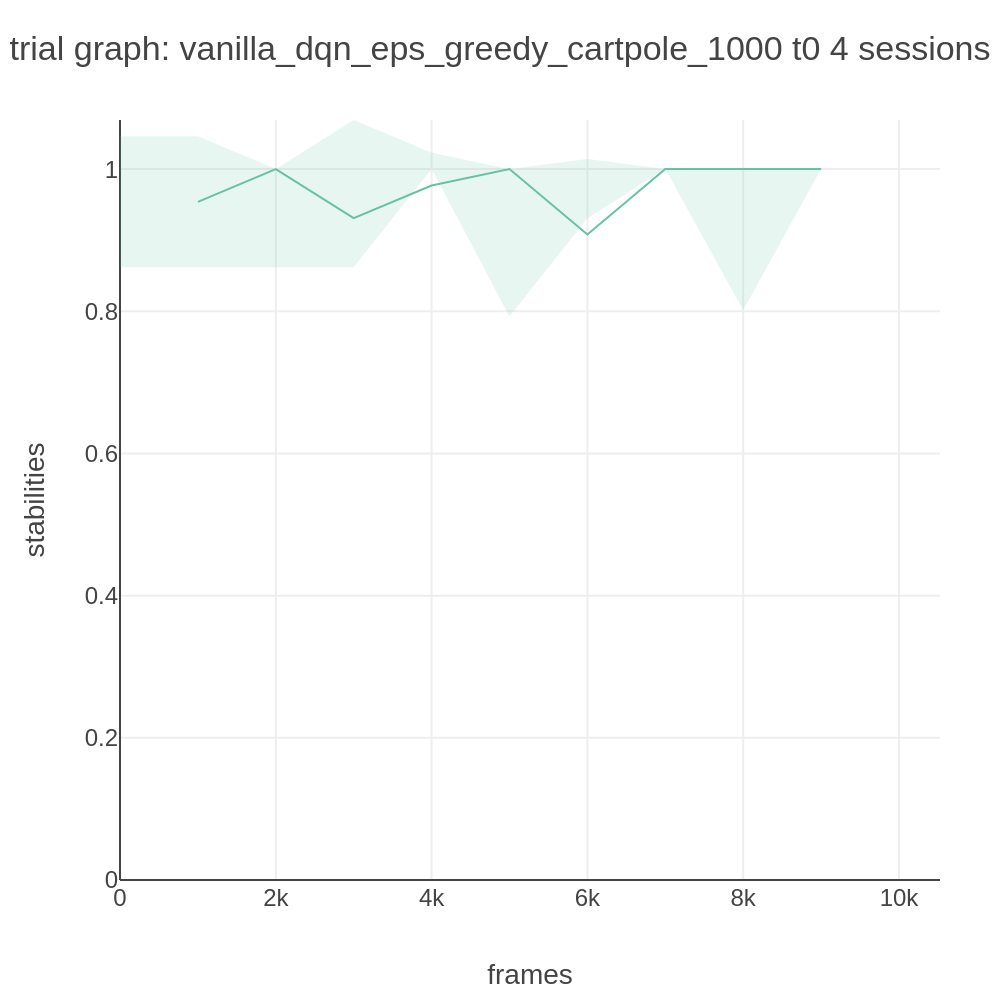 trial graph: vanilla_dqn_eps_greedy_cartpole_1000 t0 4 sessions
1
0.8
0.6
0.4
0.2
0
stabilities
0
2k
4k
6k
8k
10k
frames